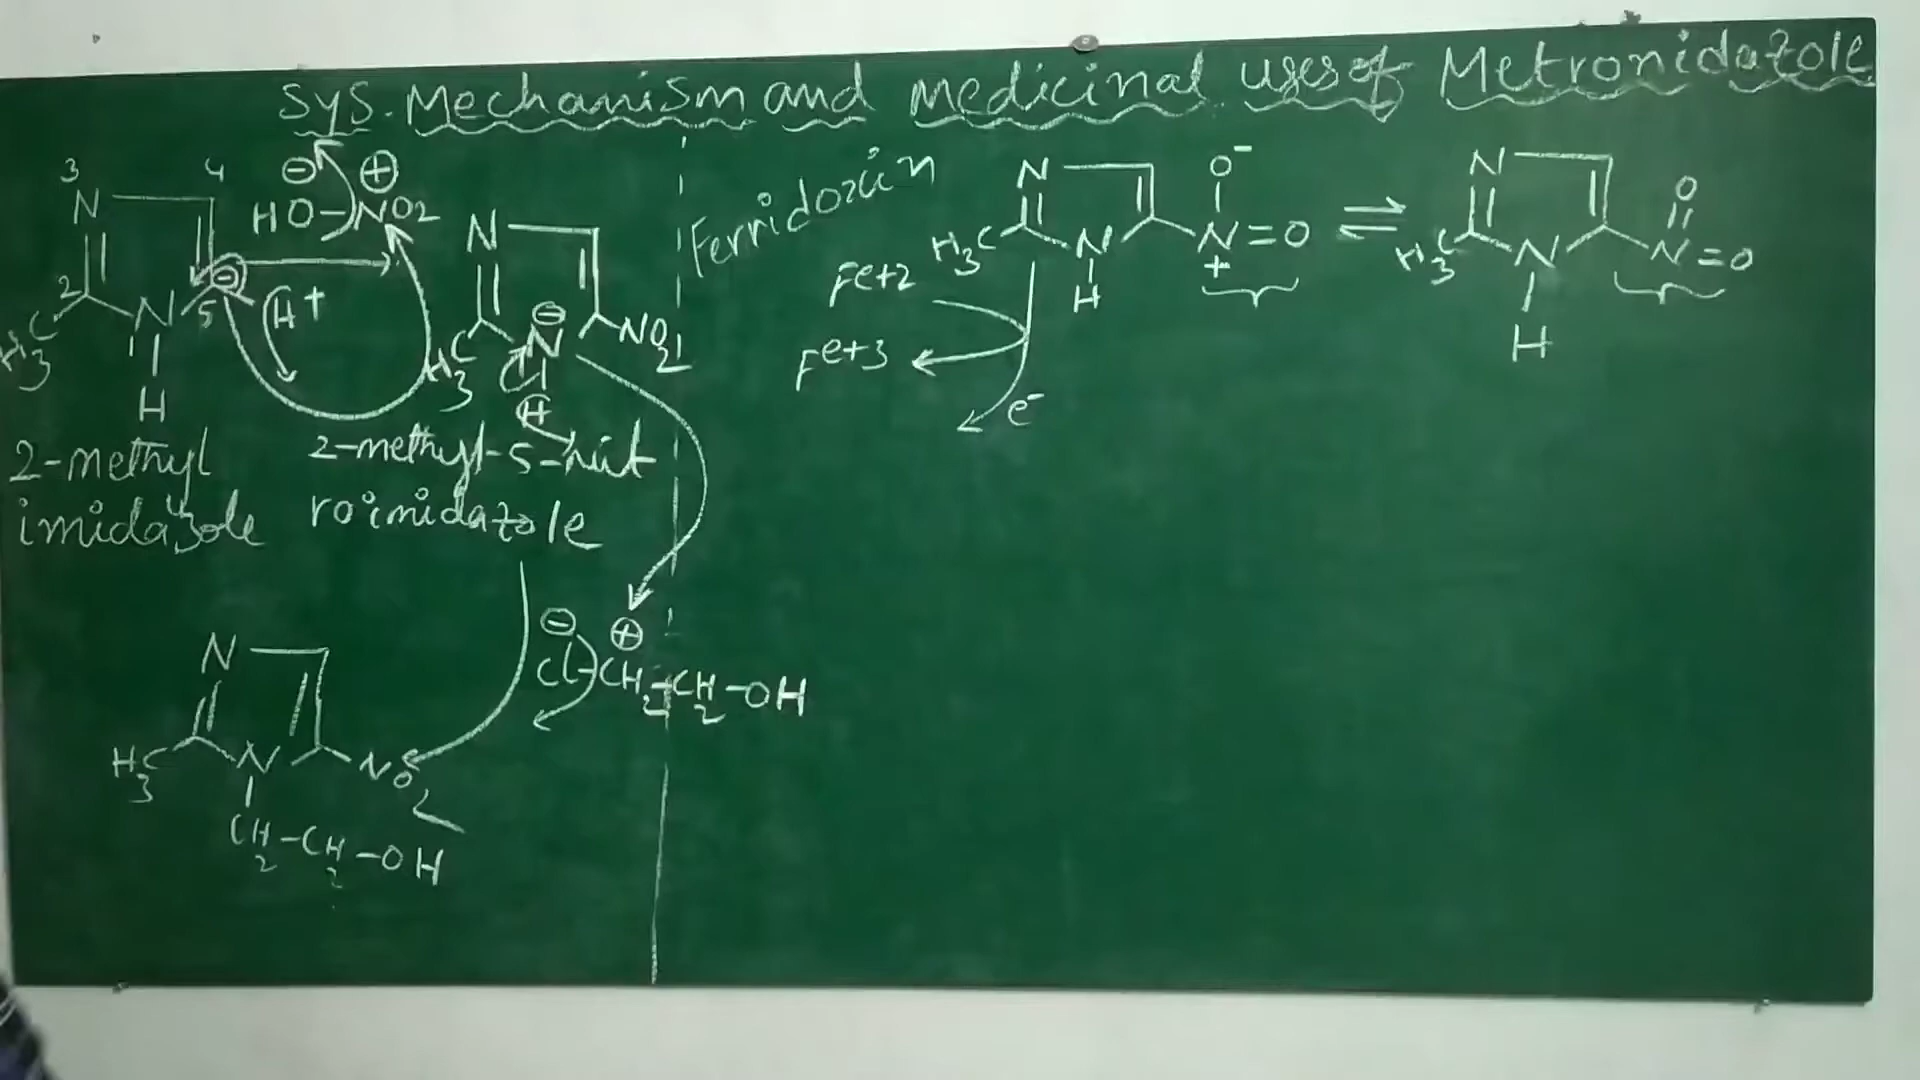 Sys. Mechanism and medicinal uses of Metronidazole
3 4
N
⊖ ⊕
HO-NO2
2
N
5
⊖
H+
H3C
H
2-methyl
imidazole
N
H3C
⊖
N
NO2
H
2-methyl-5-nit
roimidazole
⊖ ⊕
Cl-CH2-CH2-OH
N
H3C
N
NO2
CH2-CH2-OH
Ferridoxin
Fe+2
Fe+3
e-
N
O-
H3C
N
N=O
+
H
⇌
N
O
H3C
N
N=O
H